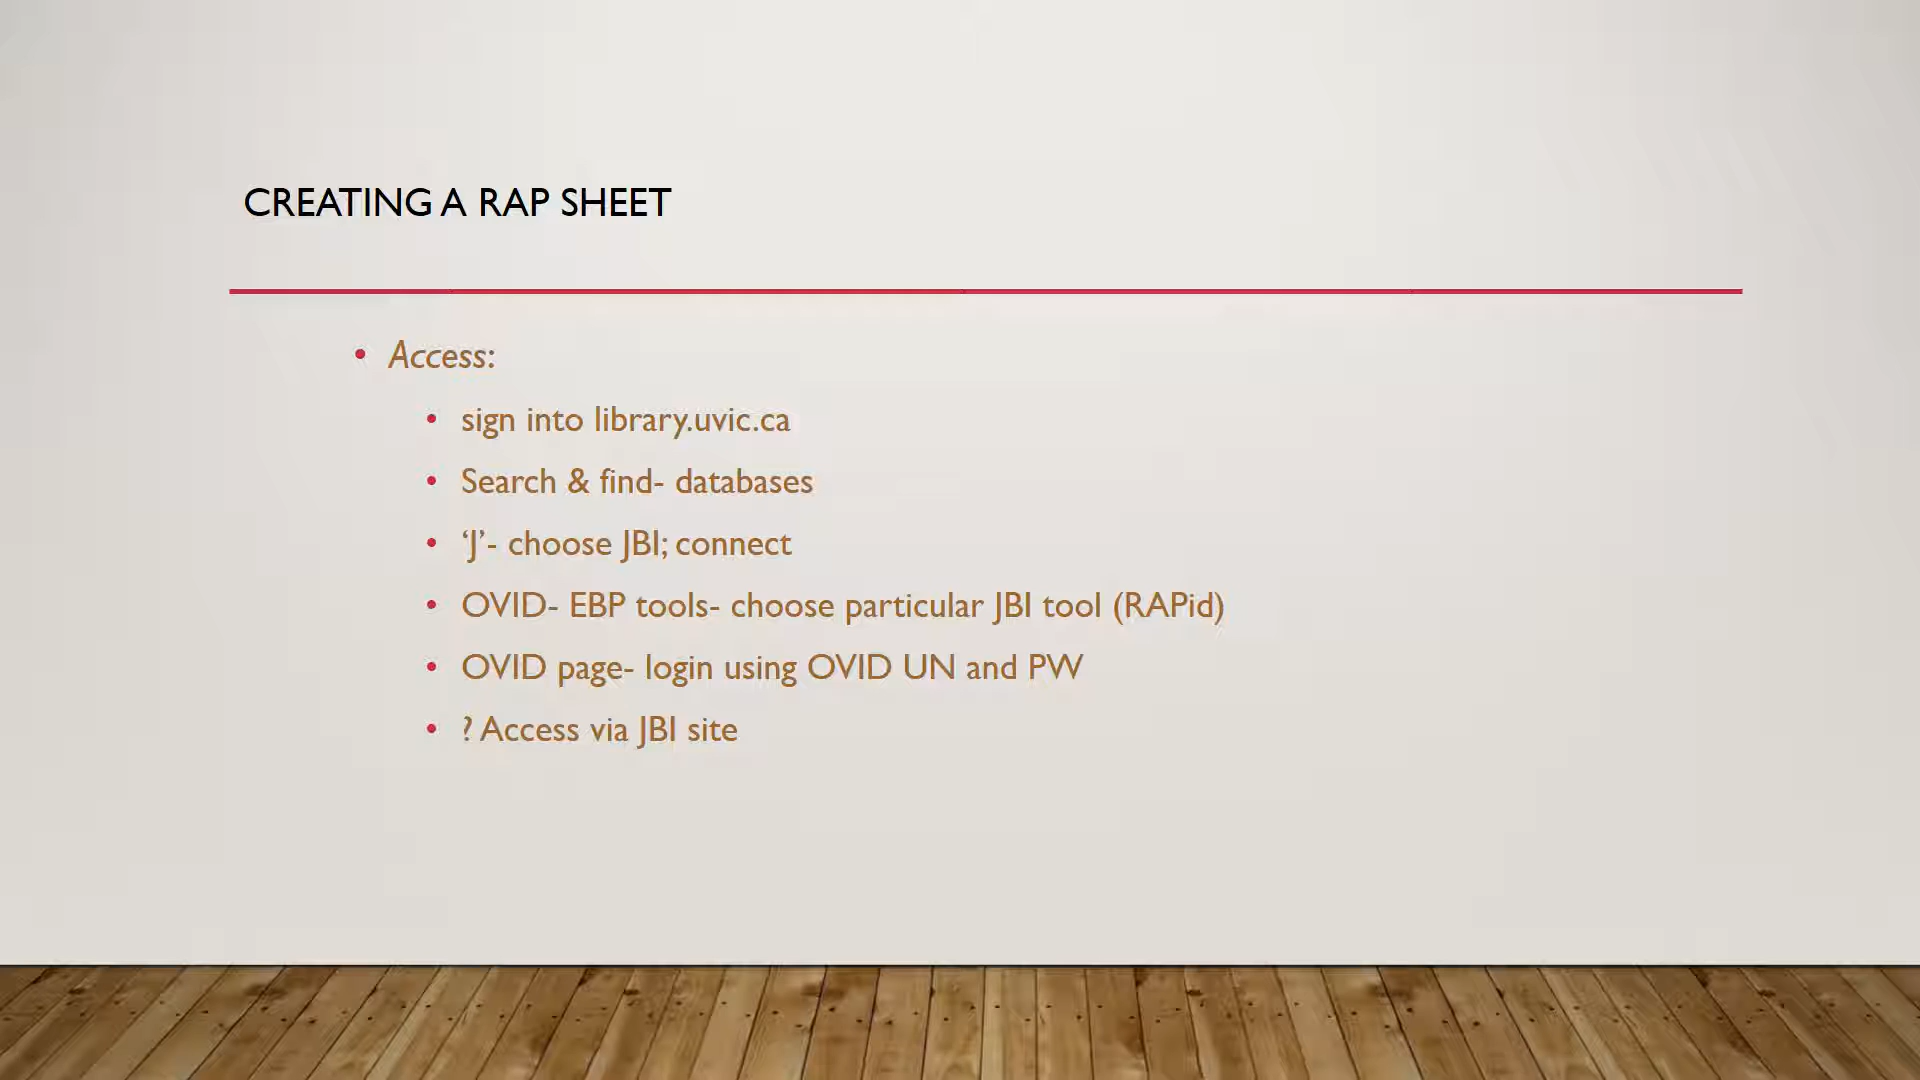 CREATING A RAP SHEET
• Access:
• sign into library.uvic.ca
• Search & find- databases
• ‘J’- choose JBI; connect
• OVID- EBP tools- choose particular JBI tool (RAPid)
• OVID page- login using OVID UN and PW
• ? Access via JBI site